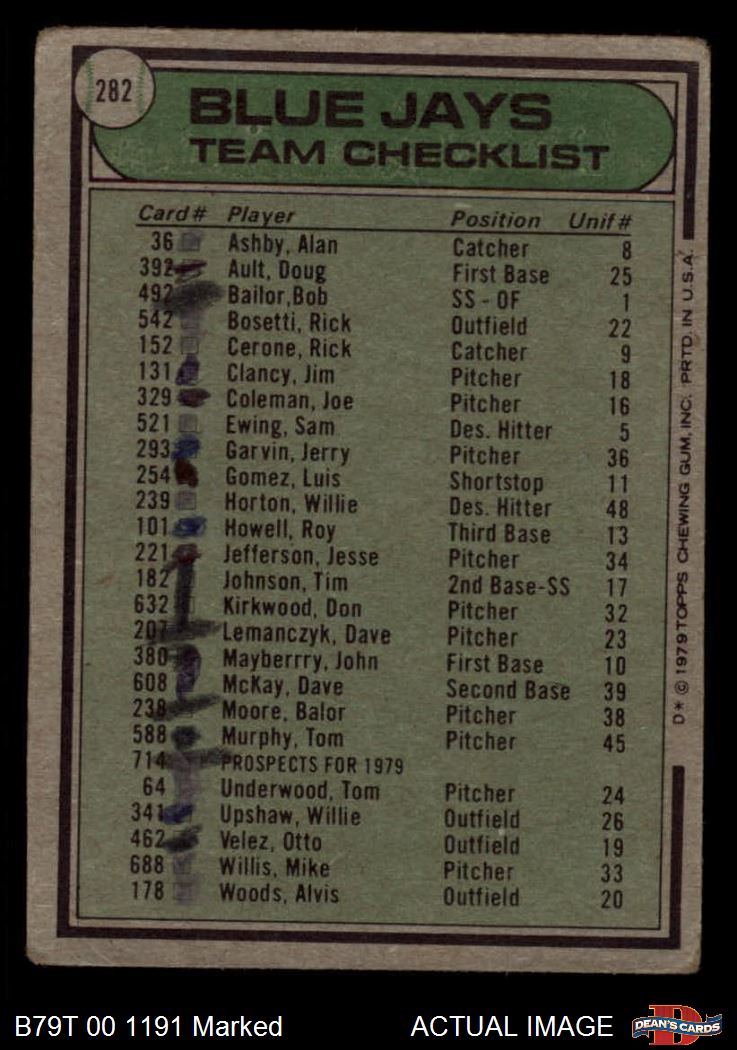 282
BLUE JAYS
TEAM CHECKLIST
Card# Player Position Unif#
36 Ashby, Alan Catcher 8
392 Ault, Doug First Base 25
492 Bailor,Bob SS - OF 1
542 Bosetti, Rick Outfield 22
152 Cerone, Rick Catcher 9
131 Clancy, Jim Pitcher 18
329 Coleman, Joe Pitcher 16
521 Ewing, Sam Des. Hitter 5
293 Garvin, Jerry Pitcher 36
254 Gomez, Luis Shortstop 11
239 Horton, Willie Des. Hitter 48
101 Howell, Roy Third Base 13
221 Jefferson, Jesse Pitcher 34
182 Johnson, Tim 2nd Base-SS 17
632 Kirkwood, Don Pitcher 32
207 Lemanczyk, Dave Pitcher 23
380 Mayberrry, John First Base 10
608 McKay, Dave Second Base 39
238 Moore, Balor Pitcher 38
588 Murphy, Tom Pitcher 45
714 PROSPECTS FOR 1979
64 Underwood, Tom Pitcher 24
341 Upshaw, Willie Outfield 26
462 Velez, Otto Outfield 19
688 Willis, Mike Pitcher 33
178 Woods, Alvis Outfield 20
D* © 1979 TOPPS CHEWING GUM, INC. PRTD. IN U.S.A.
B79T 00 1191 Marked ACTUAL IMAGE
DEAN'S CARDS